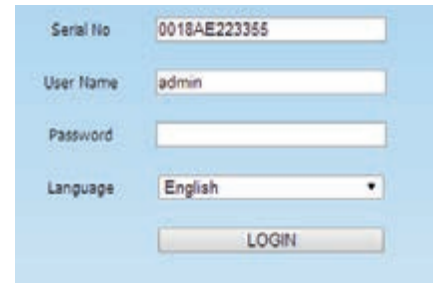 Serial No 0018AE223355
User Name admin
Password
Language English
LOGIN